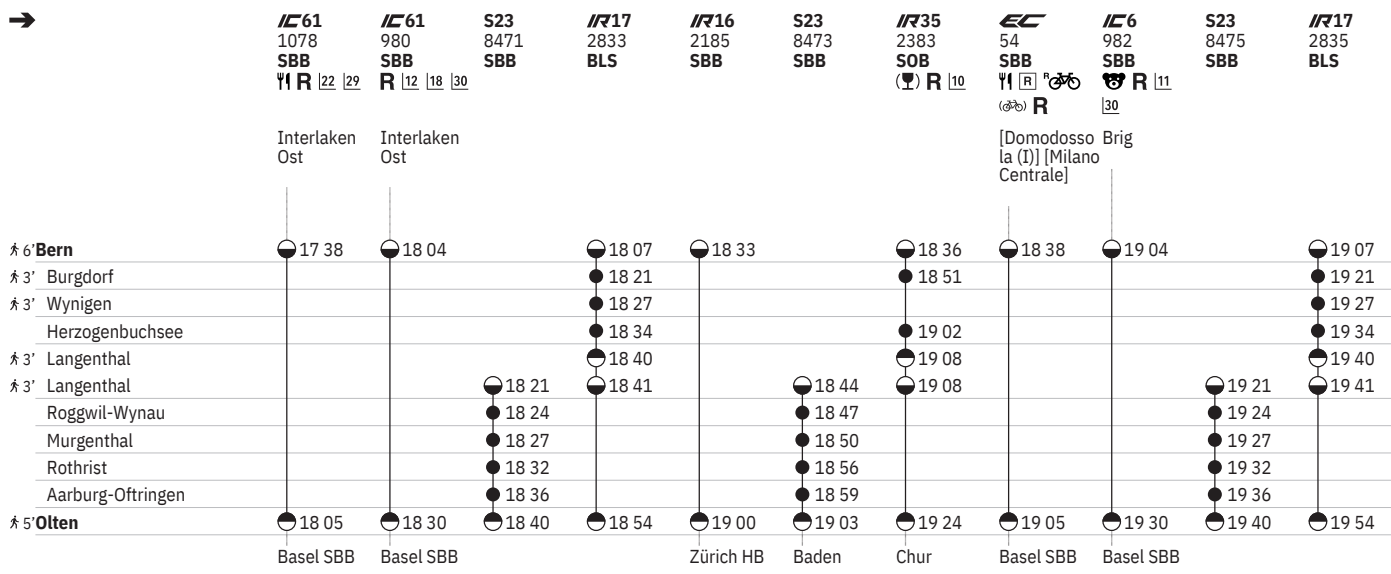 IC61 IC61 S23 IR17 IR16 S23 IR35 EC IC6 S23 IR17
1078 980 8471 2833 2185 8473 2383 54 982 8475 2835
SBB SBB SBB BLS SBB SBB SOB SBB SBB SBB BLS
R 22 29 R 12 18 30 ( ) R 10 R R R 11
( ) R 30
Interlaken Interlaken [Domodosso Brig
Ost Ost la (I)] [Milano
Centrale]
6' Bern 17 38 18 04 18 07 18 33 18 36 18 38 19 04 19 07
3' Burgdorf 18 21 18 51 19 21
3' Wynigen 18 27 19 27
Herzogenbuchsee 18 34 19 02 19 34
3' Langenthal 18 40 19 08 19 40
3' Langenthal 18 21 18 41 18 44 19 08 19 21 19 41
Roggwil-Wynau 18 24 18 47 19 24
Murgenthal 18 27 18 50 19 27
Rothrist 18 32 18 56 19 32
Aarburg-Oftringen 18 36 18 59 19 36
5' Olten 18 05 18 30 18 40 18 54 19 00 19 03 19 24 19 05 19 30 19 40 19 54
Basel SBB Basel SBB Zürich HB Baden Chur Basel SBB Basel SBB